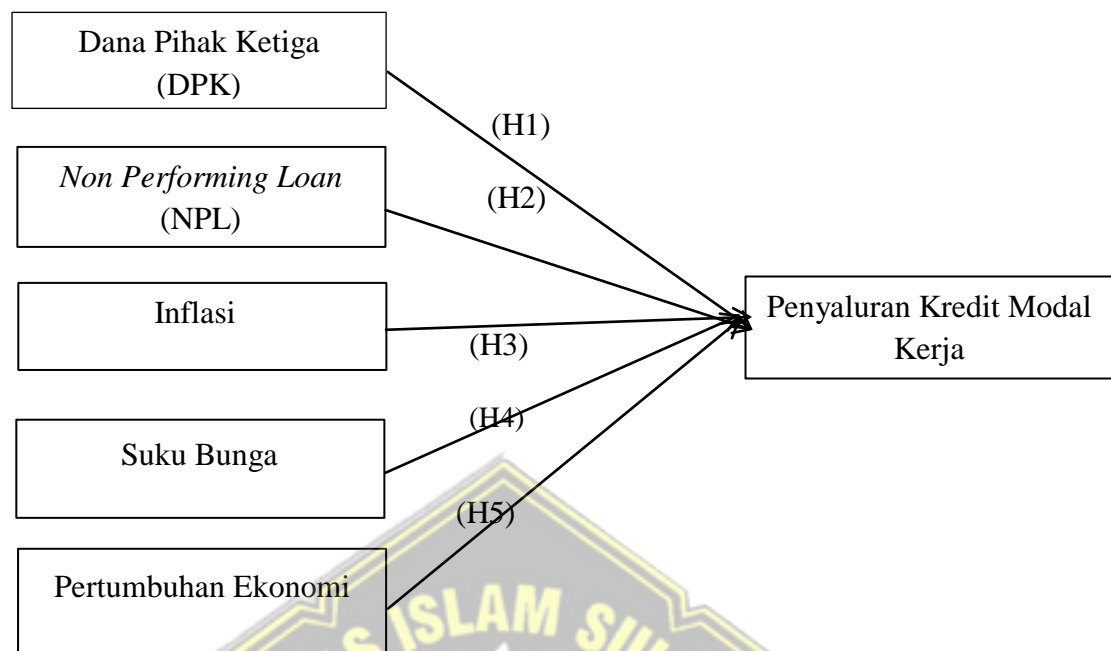 Dana Pihak Ketiga
(DPK)
(H1)
Non Performing Loan
(NPL)
(H2)
Inflasi
(H3)
Penyaluran Kredit Modal
Kerja
Suku Bunga
(H4)
(H5)
Pertumbuhan Ekonomi
ISLAM